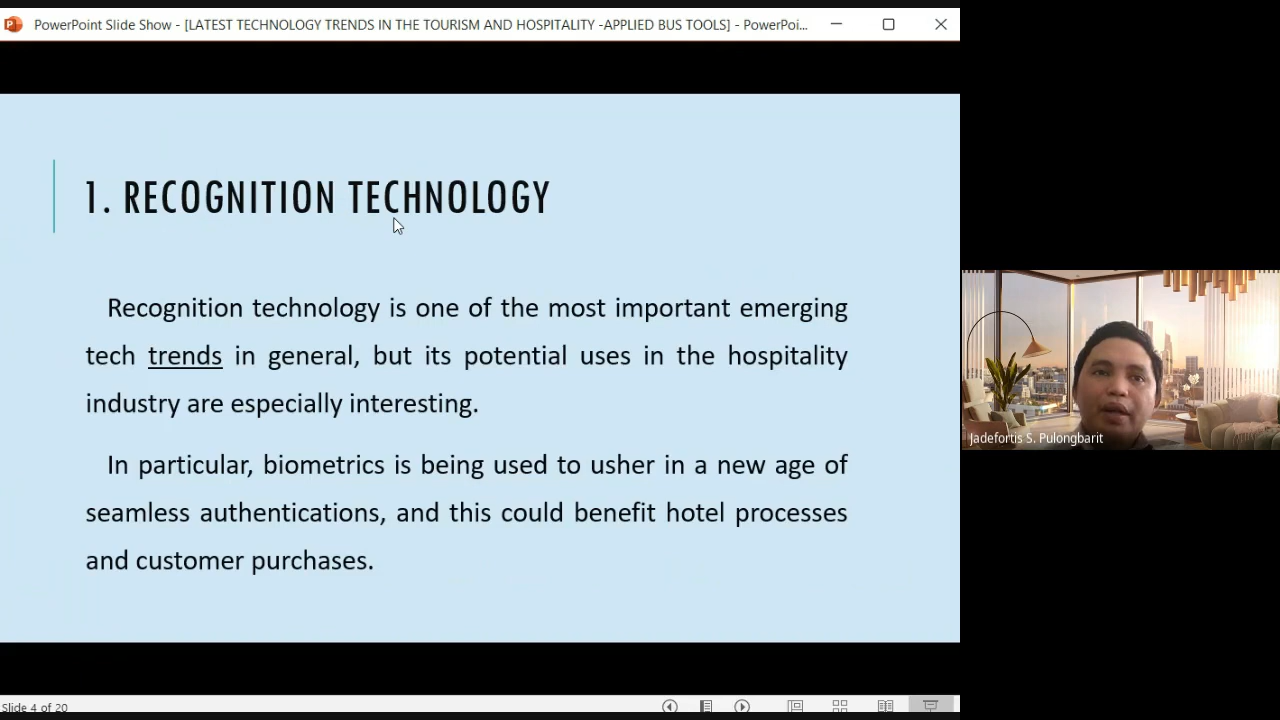 PowerPoint Slide Show - [LATEST TECHNOLOGY TRENDS IN THE TOURISM AND HOSPITALITY -APPLIED BUS TOOLS] - PowerPoi...
1. RECOGNITION TECHNOLOGY
Recognition technology is one of the most important emerging
tech trends in general, but its potential uses in the hospitality
industry are especially interesting.
In particular, biometrics is being used to usher in a new age of
seamless authentications, and this could benefit hotel processes
and customer purchases.
Jadefortis S. Pulongbarit
Slide 4 of 20